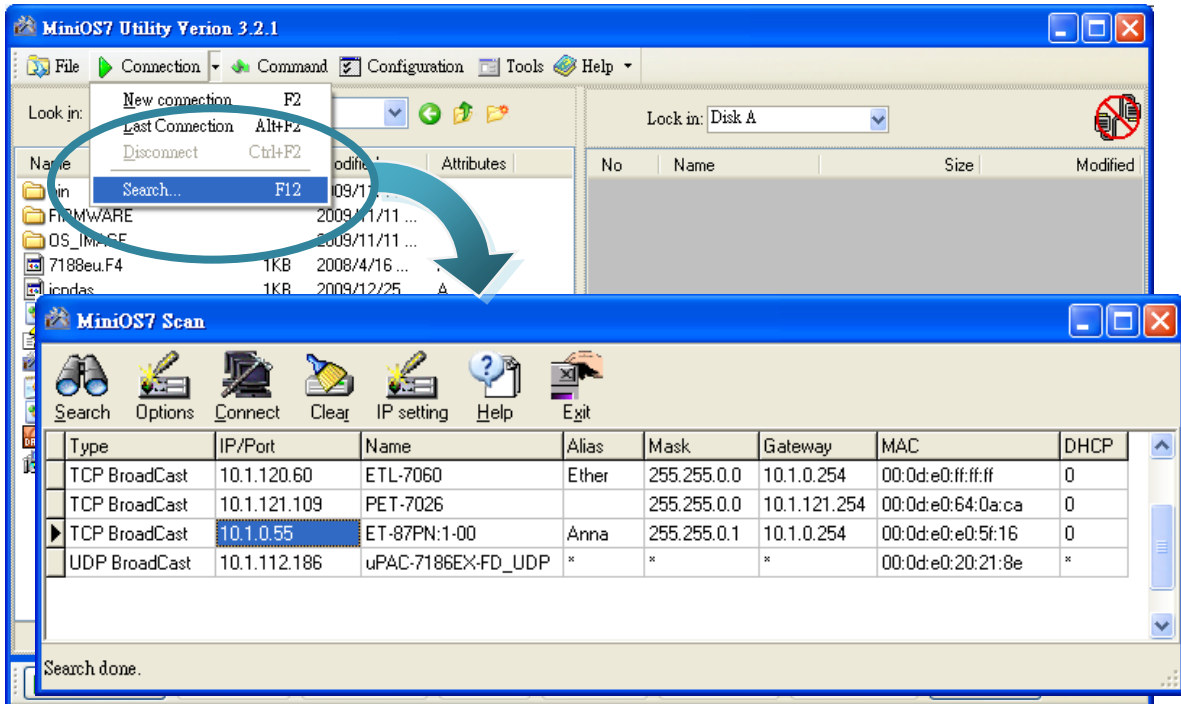 MiniOS7 Utility Verion 3.2.1
File Connection Command Configuration Tools Help
New connection F2
Last Connection Alt+F2
Disconnect Ctrl+F2
Search... F12
Look in:
Lock in: Disk A
Attributes
No Name Size Modified
FIRMWARE 2009/11/11 ...
OS_IMAGE 2009/11/11 ...
7188eu.F4 1KB 2008/4/16 ...
icpdas 1KB 2009/12/25 A
MiniOS7 Scan
Search Options Connect Clear IP setting Help Exit
Type IP/Port Name Alias Mask Gateway MAC DHCP
TCP BroadCast 10.1.120.60 ETL-7060 Ether 255.255.0.0 10.1.0.254 00:0d:e0:ff:ff:ff 0
TCP BroadCast 10.1.121.109 PET-7026 255.255.0.0 10.1.121.254 00:0d:e0:64:0a:ca 0
TCP BroadCast 10.1.0.55 ET-87PN:1-00 Anna 255.255.0.1 10.1.0.254 00:0d:e0:e0:5f:16 0
UDP BroadCast 10.1.112.186 uPAC-7186EX-FD_UDP * * * 00:0d:e0:20:21:8e *
Search done.